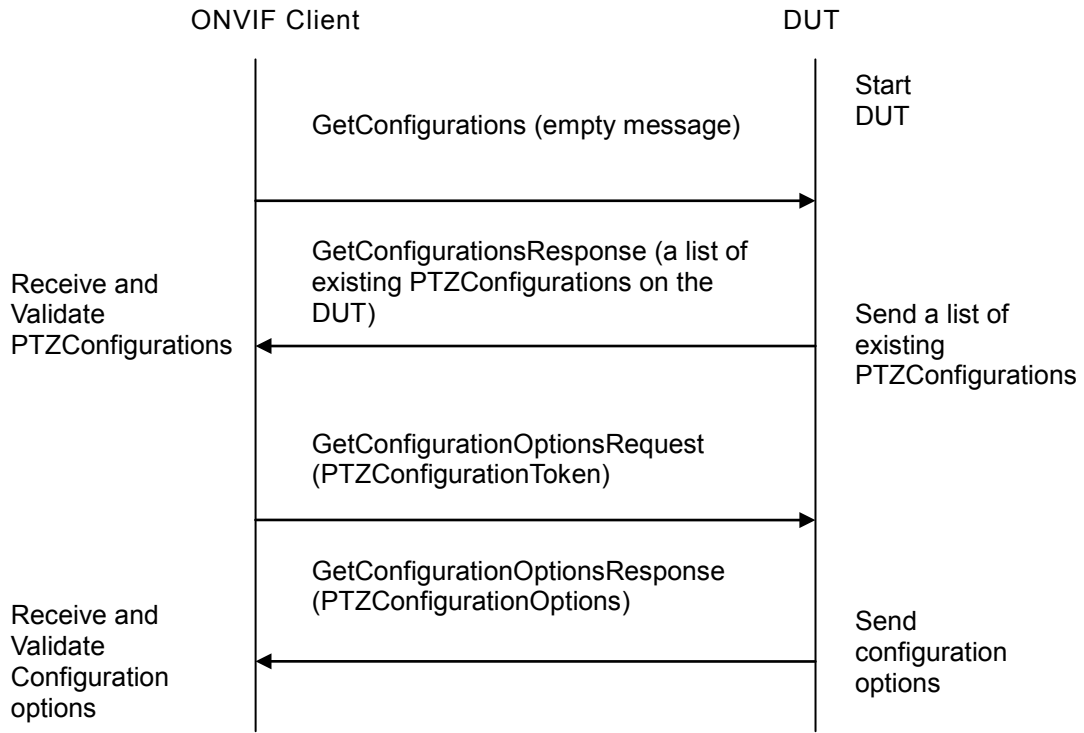 ONVIF Client
DUT
Start
DUT
GetConfigurations (empty message)
GetConfigurationsResponse (a list of
existing PTZConfigurations on the
DUT)
Receive and
Validate
PTZConfigurations
Send a list of
existing
PTZConfigurations
GetConfigurationOptionsRequest
(PTZConfigurationToken)
GetConfigurationOptionsResponse
(PTZConfigurationOptions)
Receive and
Validate
Configuration
options
Send
configuration
options